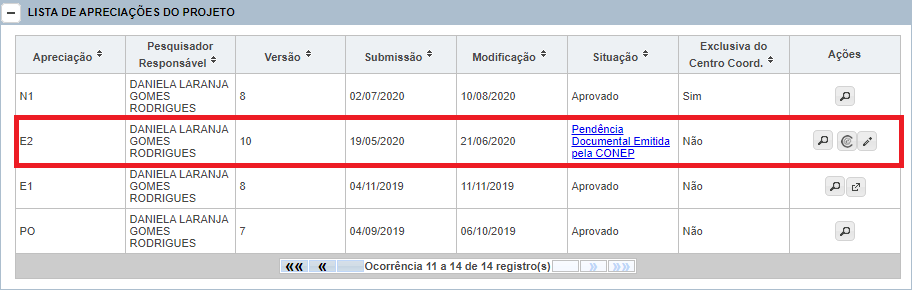 LISTA DE APRECIAÇÕES DO PROJETO
Apreciação Pesquisador Responsável Versão Submissão Modificação Situação Exclusiva do Centro Coord. Ações
N1 DANIELA LARANJA GOMES RODRIGUES 8 02/07/2020 10/08/2020 Aprovado Sim
E2 DANIELA LARANJA GOMES RODRIGUES 10 19/05/2020 21/06/2020 Pendência Documental Emitida pela CONEP Não
E1 DANIELA LARANJA GOMES RODRIGUES 8 04/11/2019 11/11/2019 Aprovado Não
PO DANIELA LARANJA GOMES RODRIGUES 7 04/09/2019 06/10/2019 Aprovado Não
«« « Ocorrência 11 a 14 de 14 registro(s) » »»